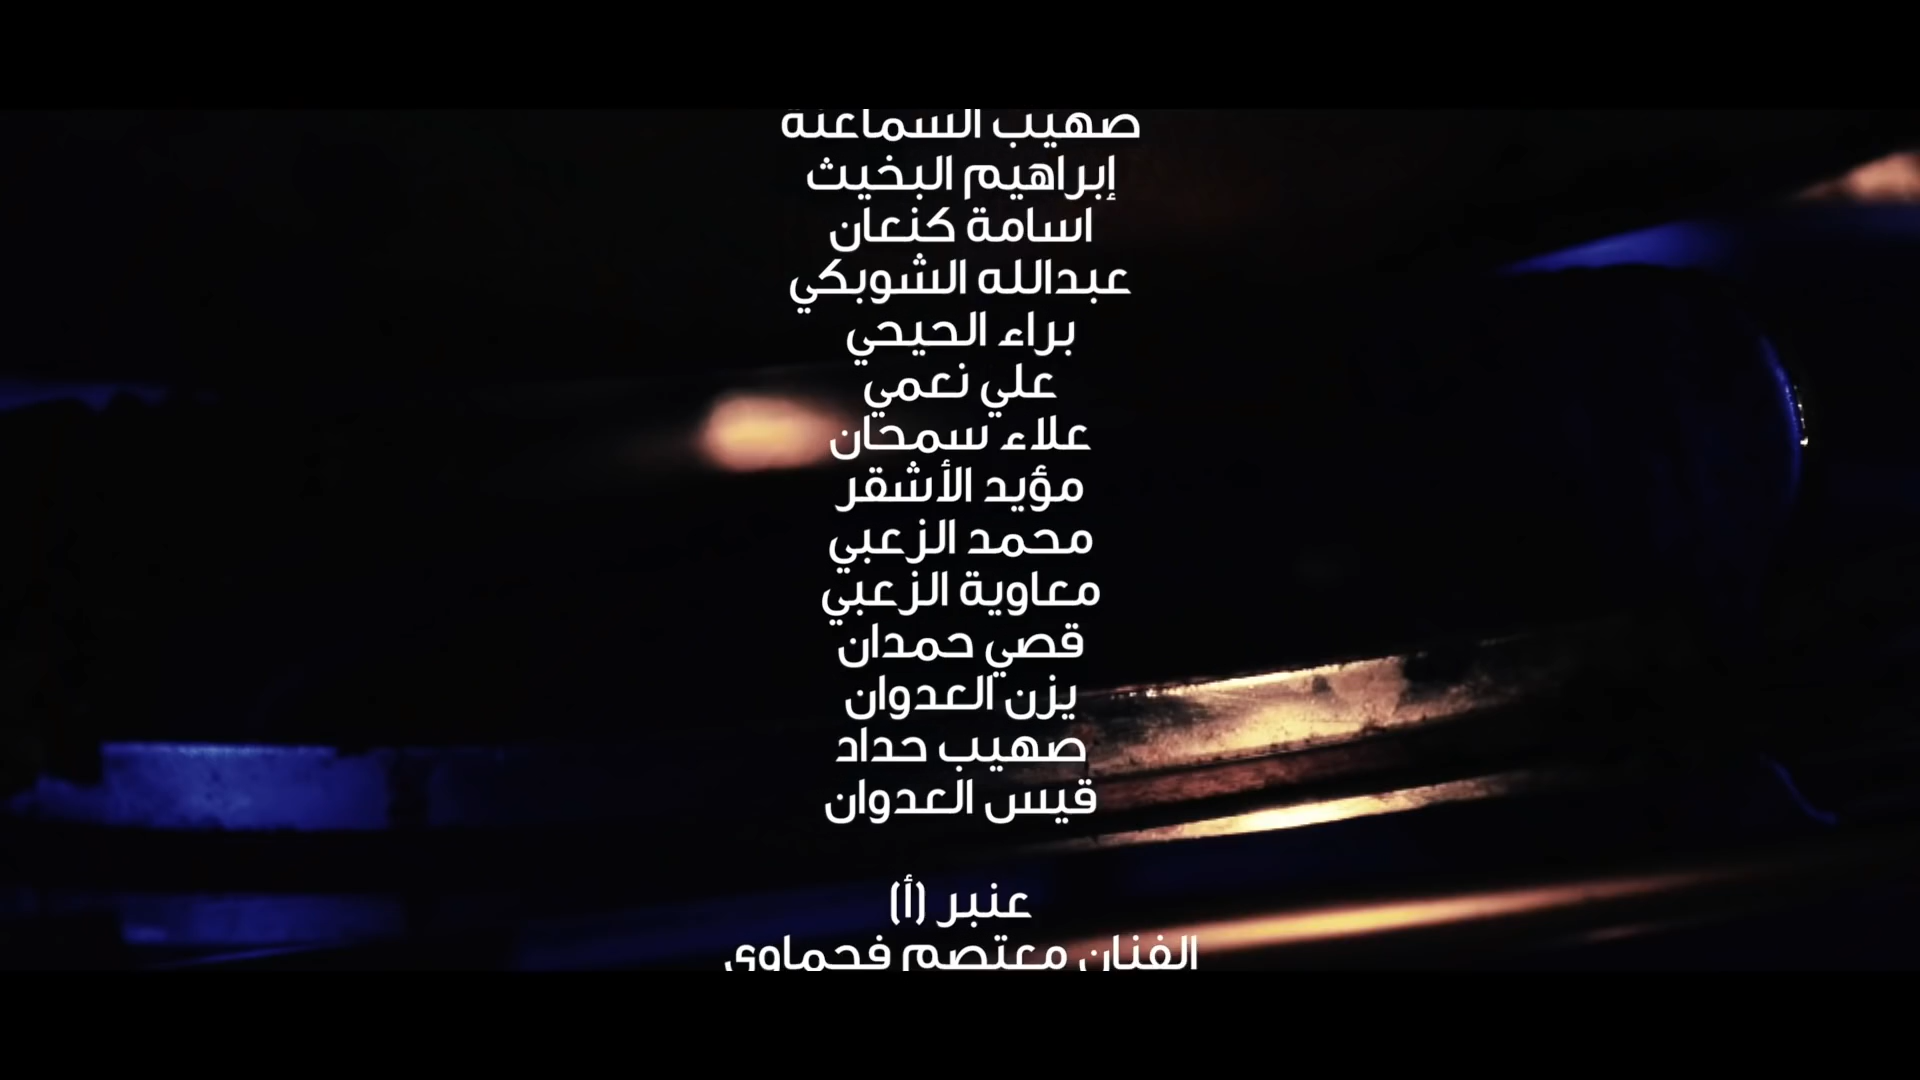 صهيب السماعنة
إبراهيم البخيث
اسامة كنعان
عبدالله الشوبكي
براء الحيحي
علي نعمي
علاء سمحان
مؤيد الأشقر
محمد الزعبي
معاوية الزعبي
قصي حمدان
يزن العدوان
صهيب حداد
قيس العدوان
عنبر (أ)
الفنان معتصم فحماوي